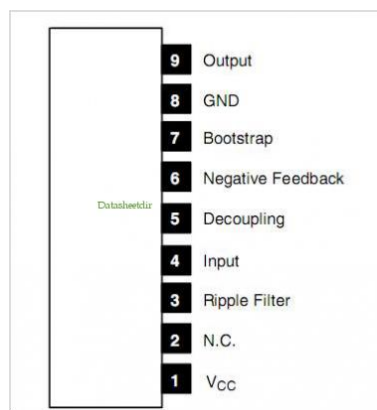 9 Output
8 GND
7 Bootstrap
6 Negative Feedback
Datasheetdir
5 Decoupling
4 Input
3 Ripple Filter
2 N.C.
1 VCC